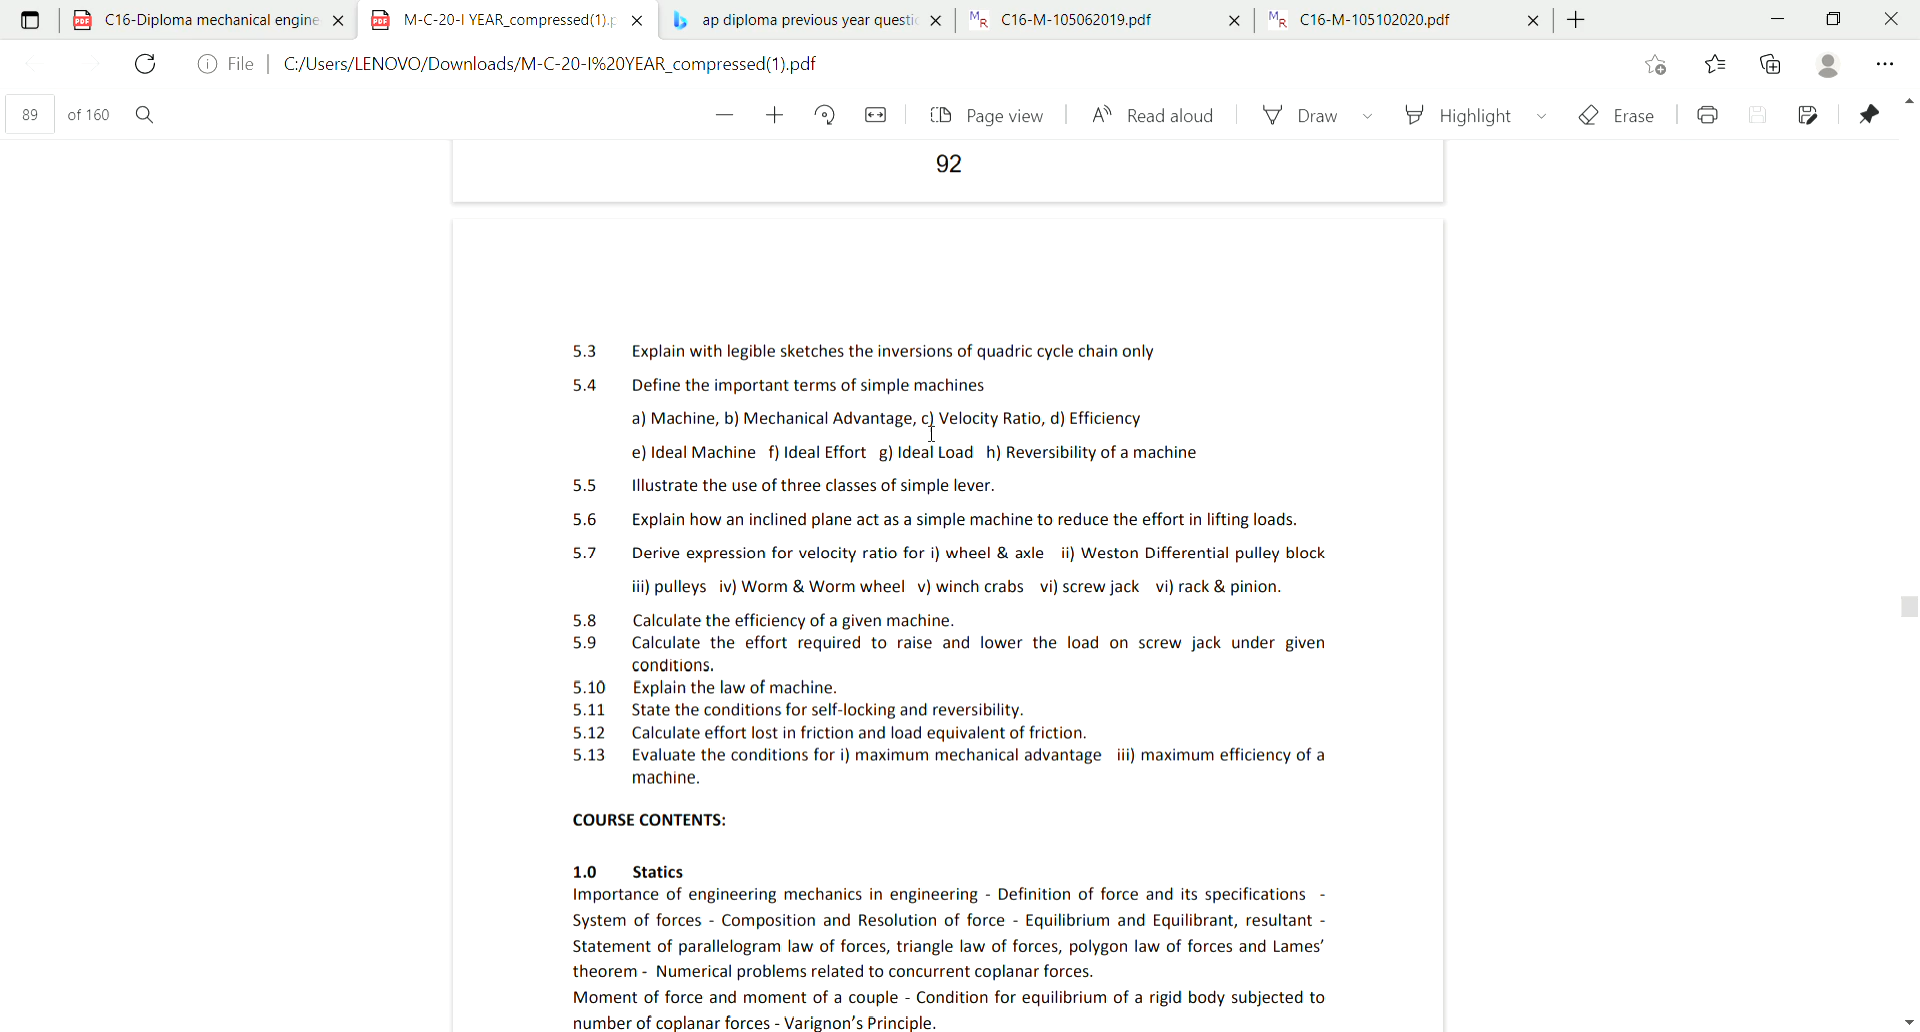 C16-Diploma mechanical engine
M-C-20-I YEAR_compressed(1).p
ap diploma previous year questic
C16-M-105062019.pdf
C16-M-105102020.pdf
File
C:/Users/LENOVO/Downloads/M-C-20-I%20YEAR_compressed(1).pdf
89 of 160
Page view
Read aloud
Draw
Highlight
Erase
92
5.3 Explain with legible sketches the inversions of quadric cycle chain only
5.4 Define the important terms of simple machines
a) Machine, b) Mechanical Advantage, c) Velocity Ratio, d) Efficiency
e) Ideal Machine f) Ideal Effort g) Ideal Load h) Reversibility of a machine
5.5 Illustrate the use of three classes of simple lever.
5.6 Explain how an inclined plane act as a simple machine to reduce the effort in lifting loads.
5.7 Derive expression for velocity ratio for i) wheel & axle ii) Weston Differential pulley block
iii) pulleys iv) Worm & Worm wheel v) winch crabs vi) screw jack vi) rack & pinion.
5.8 Calculate the efficiency of a given machine.
5.9 Calculate the effort required to raise and lower the load on screw jack under given
conditions.
5.10 Explain the law of machine.
5.11 State the conditions for self-locking and reversibility.
5.12 Calculate effort lost in friction and load equivalent of friction.
5.13 Evaluate the conditions for i) maximum mechanical advantage iii) maximum efficiency of a
machine.
COURSE CONTENTS:
1.0 Statics
Importance of engineering mechanics in engineering - Definition of force and its specifications -
System of forces - Composition and Resolution of force - Equilibrium and Equilibrant, resultant -
Statement of parallelogram law of forces, triangle law of forces, polygon law of forces and Lames'
theorem - Numerical problems related to concurrent coplanar forces.
Moment of force and moment of a couple - Condition for equilibrium of a rigid body subjected to
number of coplanar forces - Varignon's Principle.